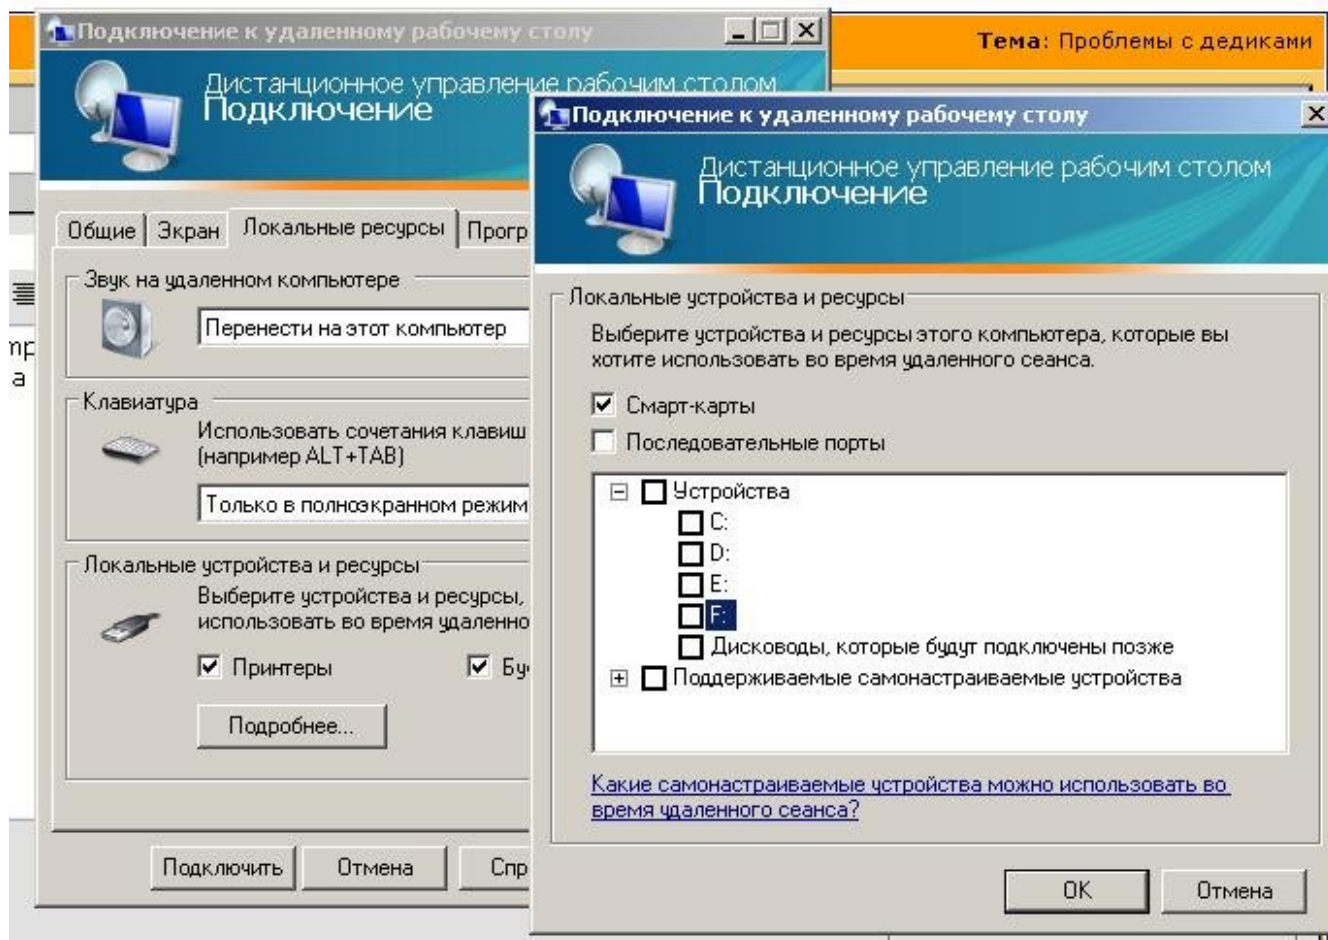 Подключение к удаленному рабочему столу
Тема: Проблемы с дедиками
Дистанционное управление рабочим столом
Подключение
Общие
Экран
Локальные ресурсы
Прогр
Звук на удаленном компьютере
Перенести на этот компьютер
Клавиатура
Использовать сочетания клавиш
(например ALT+TAB)
Только в полноэкранном режим
Локальные устройства и ресурсы
Выберите устройства и ресурсы,
использовать во время удаленно
Принтеры
Бу
Подробнее...
Подключить
Отмена
Спр
Подключение к удаленному рабочему столу
Дистанционное управление рабочим столом
Подключение
Локальные устройства и ресурсы
Выберите устройства и ресурсы этого компьютера, которые вы
хотите использовать во время удаленного сеанса.
Смарт-карты
Последовательные порты
Устройства
C:
D:
E:
F:
Дисководы, которые будут подключены позже
Поддерживаемые самонастраиваемые устройства
Какие самонастраиваемые устройства можно использовать во
время удаленного сеанса?
OK
Отмена